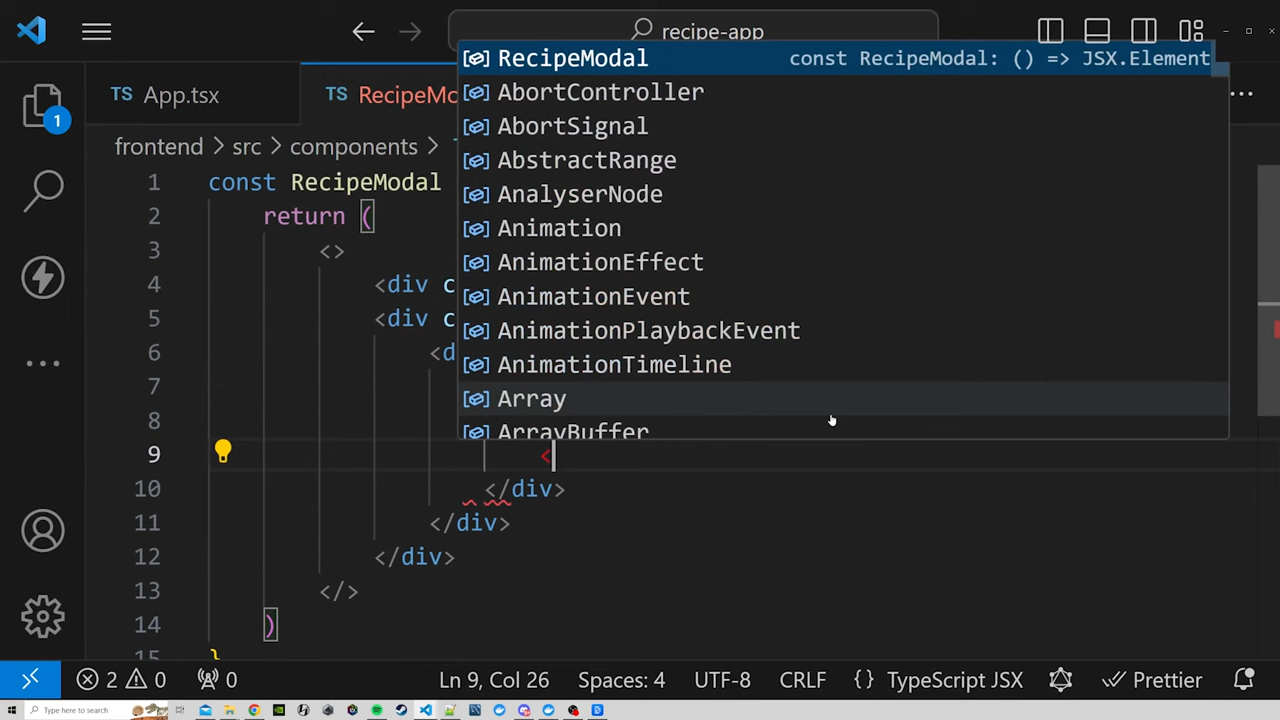 recipe-app
TS App.tsx
TS RecipeMo
frontend > src > components >
RecipeModal const RecipeModal: () => JSX.Element
AbortController
AbortSignal
AbstractRange
AnalyserNode
Animation
AnimationEffect
AnimationEvent
AnimationPlaybackEvent
AnimationTimeline
Array
ArrayBuffer
1 const RecipeModal
2 return (
3 <>
4 <div c
5 <div c
6 <d
7
8
9 <
10 </div>
11 </div>
12 </div>
13 </>
14 )
15 }
1
2 0 0 Ln 9, Col 26 Spaces: 4 UTF-8 CRLF {} TypeScript JSX Prettier
Type here to search